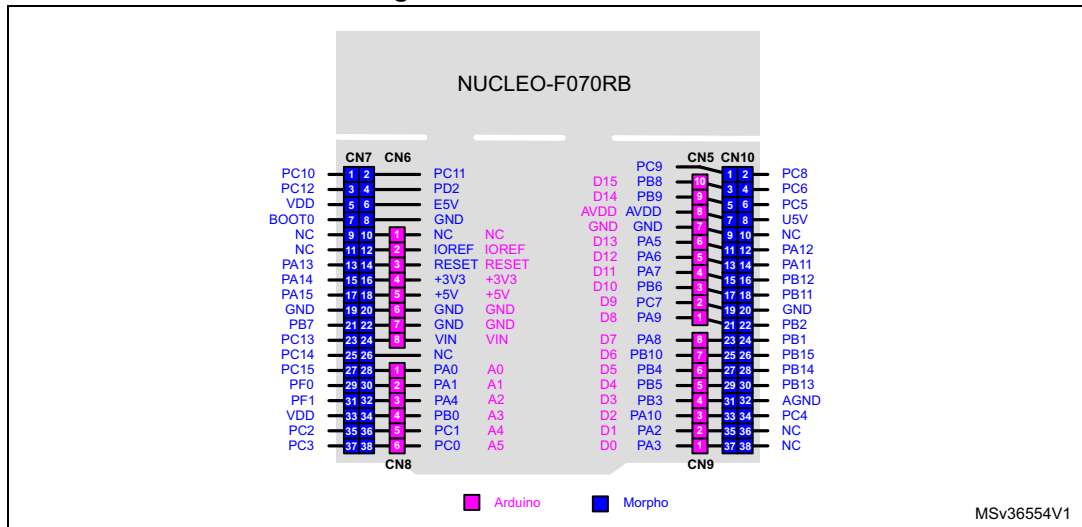 NUCLEO-F070RB
CN7 CN6 CN5 CN10
PC9
PC10 1 2 PC11 1 2 PC8
PC12 3 4 PD2 D15 PB8 10 3 4 PC6
VDD 5 6 E5V D14 PB9 9 5 6 PC5
BOOT0 7 8 GND AVDD AVDD 8 7 8 U5V
NC 9 10 1 NC NC GND GND 7 9 10 NC
NC 11 12 2 IOREF IOREF D13 PA5 6 11 12 PA12
PA13 13 14 3 RESET RESET D12 PA6 5 13 14 PA11
PA14 15 16 4 +3V3 +3V3 D11 PA7 4 15 16 PB12
PA15 17 18 5 +5V +5V D10 PB6 3 17 18 PB11
GND 19 20 6 GND GND D9 PC7 2 19 20 GND
PB7 21 22 7 GND GND D8 PA9 1 21 22 PB2
PC13 23 24 8 VIN VIN D7 PA8 8 23 24 PB1
PC14 25 26 NC D6 PB10 7 25 26 PB15
PC15 27 28 1 PA0 A0 D5 PB4 6 27 28 PB14
PF0 29 30 2 PA1 A1 D4 PB5 5 29 30 PB13
PF1 31 32 3 PA4 A2 D3 PB3 4 31 32 AGND
VDD 33 34 4 PB0 A3 D2 PA10 3 33 34 PC4
PC2 35 36 5 PC1 A4 D1 PA2 2 35 36 NC
PC3 37 38 6 PC0 A5 D0 PA3 1 37 38 NC
CN8 CN9
Arduino Morpho
MSv36554V1